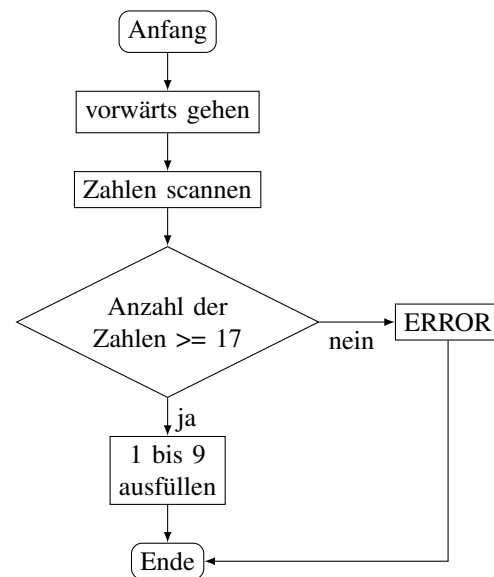 Anfang
vorwärts gehen
Zahlen scannen
Anzahl der
Zahlen >= 17
nein
ERROR
ja
1 bis 9
ausfüllen
Ende